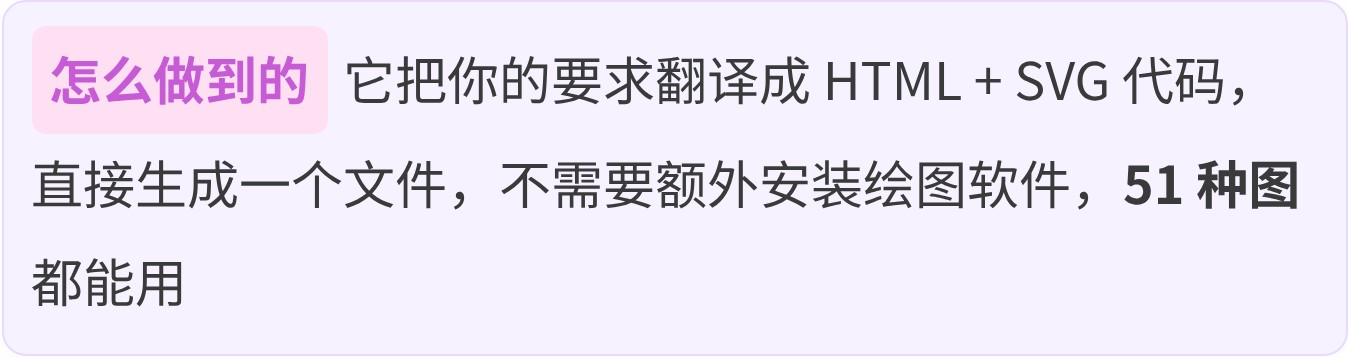 怎么做到的 它把你的要求翻译成 HTML + SVG 代码，
直接生成一个文件，不需要额外安装绘图软件，51 种图
都能用